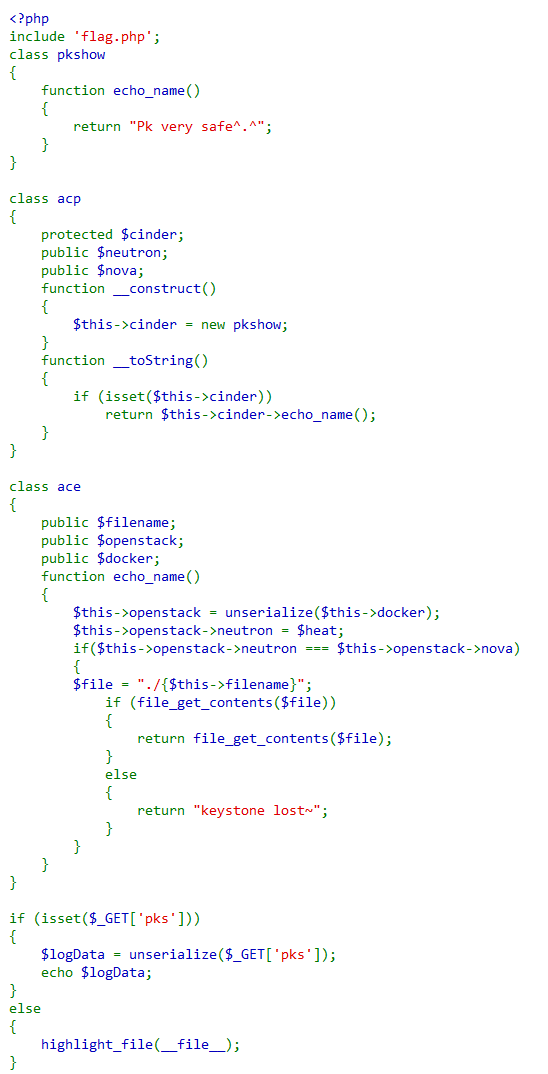 <?php
include 'flag.php';
class pkshow
{
    function echo_name()
    {
        return "Pk very safe^.^";
    }
}

class acp
{
    protected $cinder;
    public $neutron;
    public $nova;
    function __construct()
    {
        $this->cinder = new pkshow;
    }
    function __toString()
    {
        if (isset($this->cinder))
            return $this->cinder->echo_name();
    }
}

class ace
{
    public $filename;
    public $openstack;
    public $docker;
    function echo_name()
    {
        $this->openstack = unserialize($this->docker);
        $this->openstack->neutron = $heat;
        if($this->openstack->neutron === $this->openstack->nova)
        {
        $file = "./{$this->filename}";
            if (file_get_contents($file))
            {
                return file_get_contents($file);
            }
            else
            {
                return "keystone lost~";
            }
        }
    }
}

if (isset($_GET['pks']))
{
    $logData = unserialize($_GET['pks']);
    echo $logData;
}
else
{
    highlight_file(__file__);
}